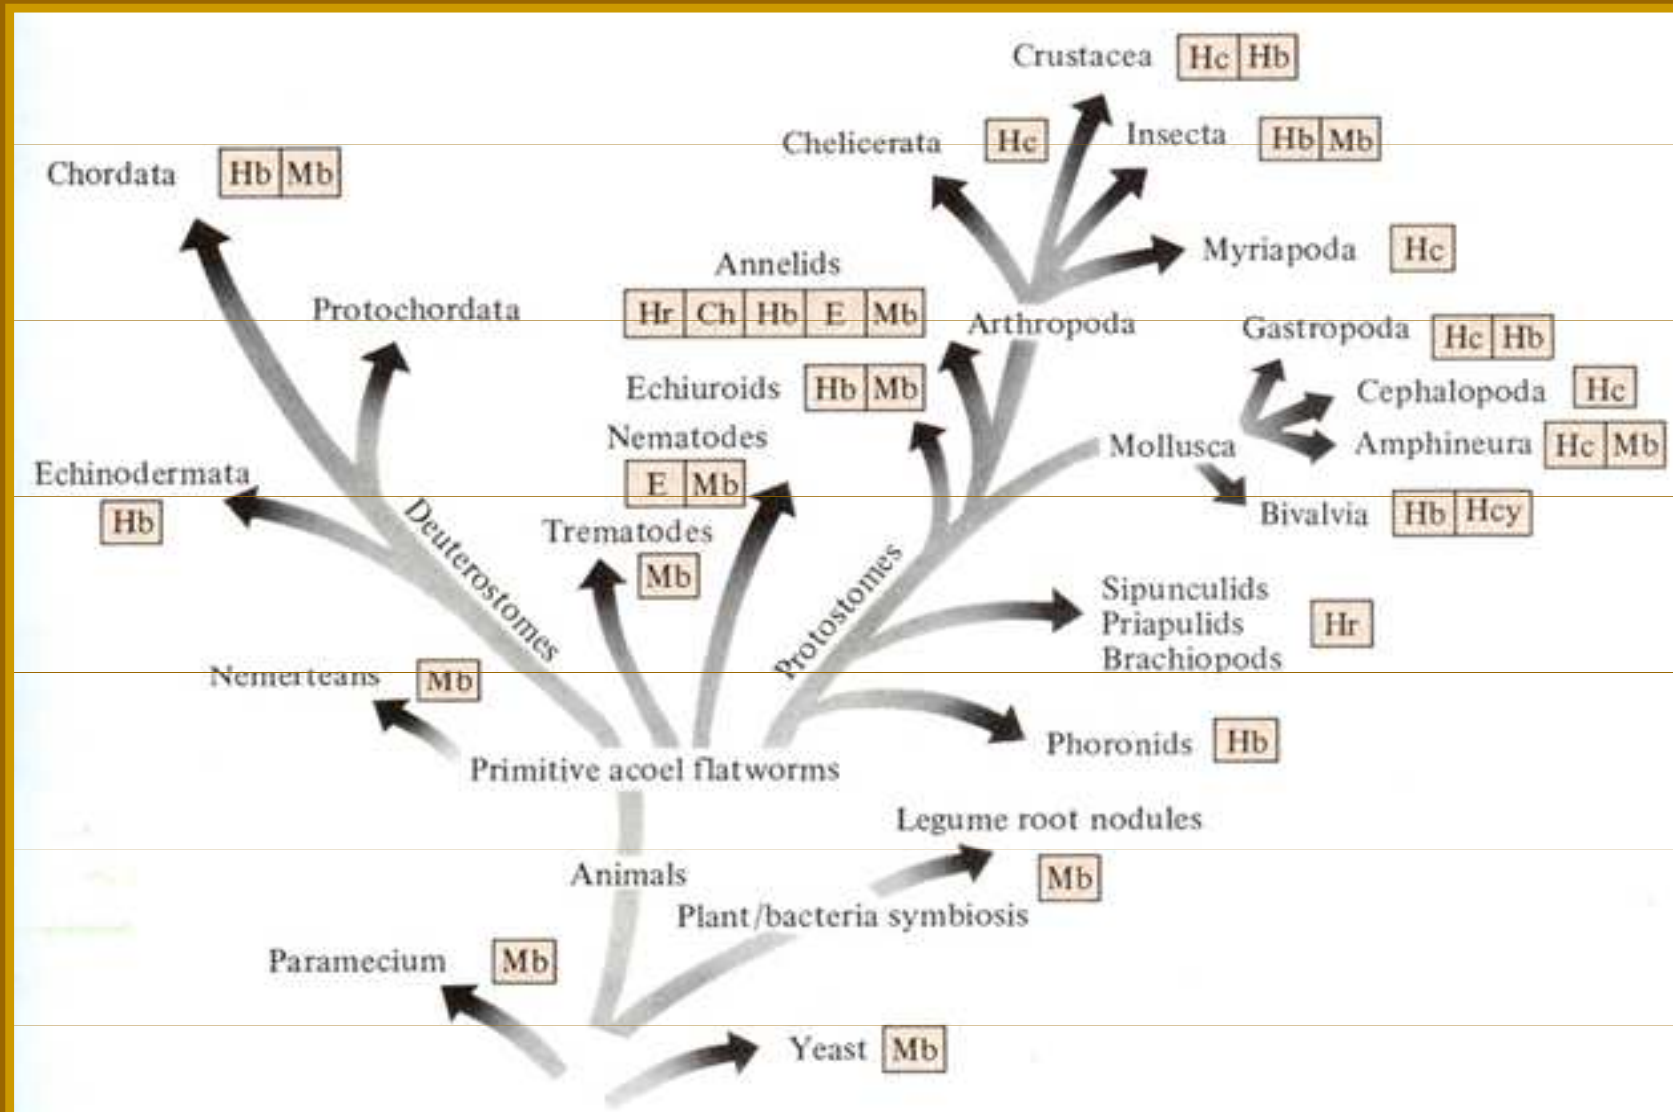 Crustacea Hc Hb
Chelicerata Hc
Insecta Hb Mb
Chordata Hb Mb
Myriapoda Hc
Annelids
Hr Ch Hb E Mb
Protochordata
Arthropoda
Gastropoda Hc Hb
Echiuroids Hb Mb
Cephalopoda Hc
Nematodes
E Mb
Mollusca
Amphineura Hc Mb
Echinodermata
Hb
Bivalvia Hb Hcy
Deuterostomes
Trematodes
Mb
Protostomes
Sipunculids
Priapulids Hr
Brachiopods
Nemerteans Mb
Phoronids Hb
Primitive acoel flatworms
Legume root nodules
Mb
Animals
Plant/bacteria symbiosis
Paramecium Mb
Yeast Mb